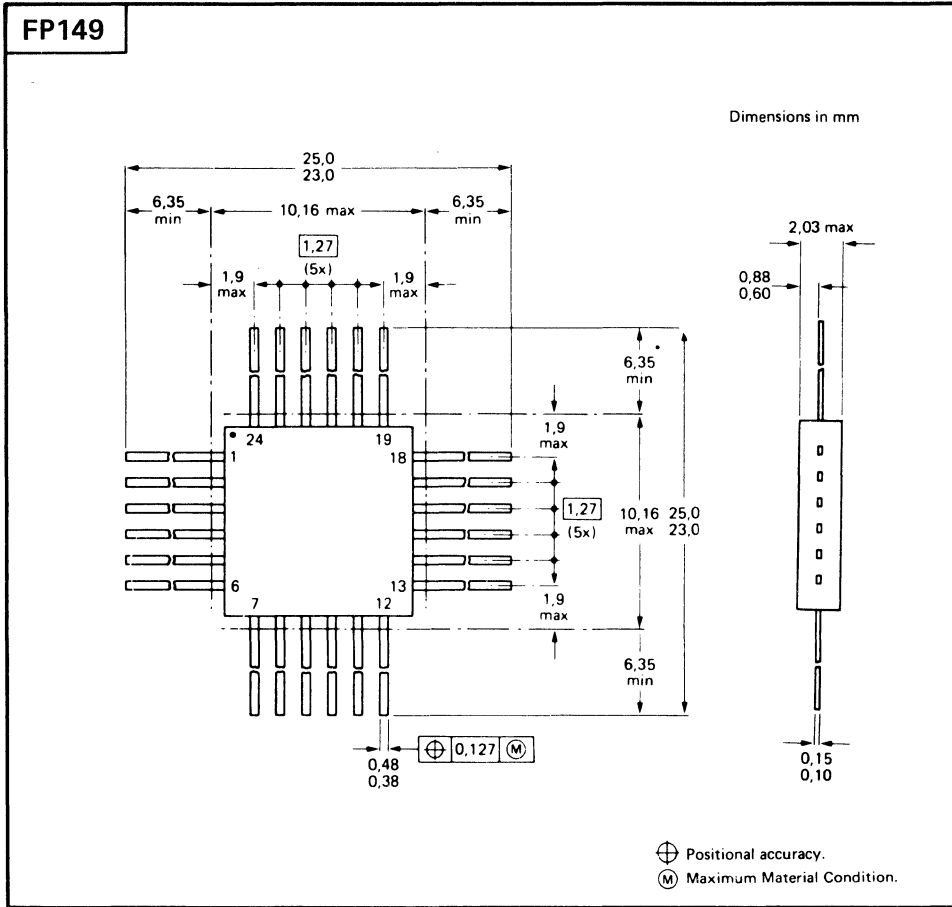 FP149
Dimensions in mm
25,0
23,0
6,35
min
10,16 max
6,35
min
1,27
(5x)
1,9
max
1,9
max
2,03 max
0,88
0,60
6,35
min
24
19
1,9
max
1
18
1,27
(5x)
10,16
max
25,0
23,0
6
13
7
12
1,9
max
6,35
min
0,127 M
0,48
0,38
0,15
0,10
Positional accuracy.
M Maximum Material Condition.